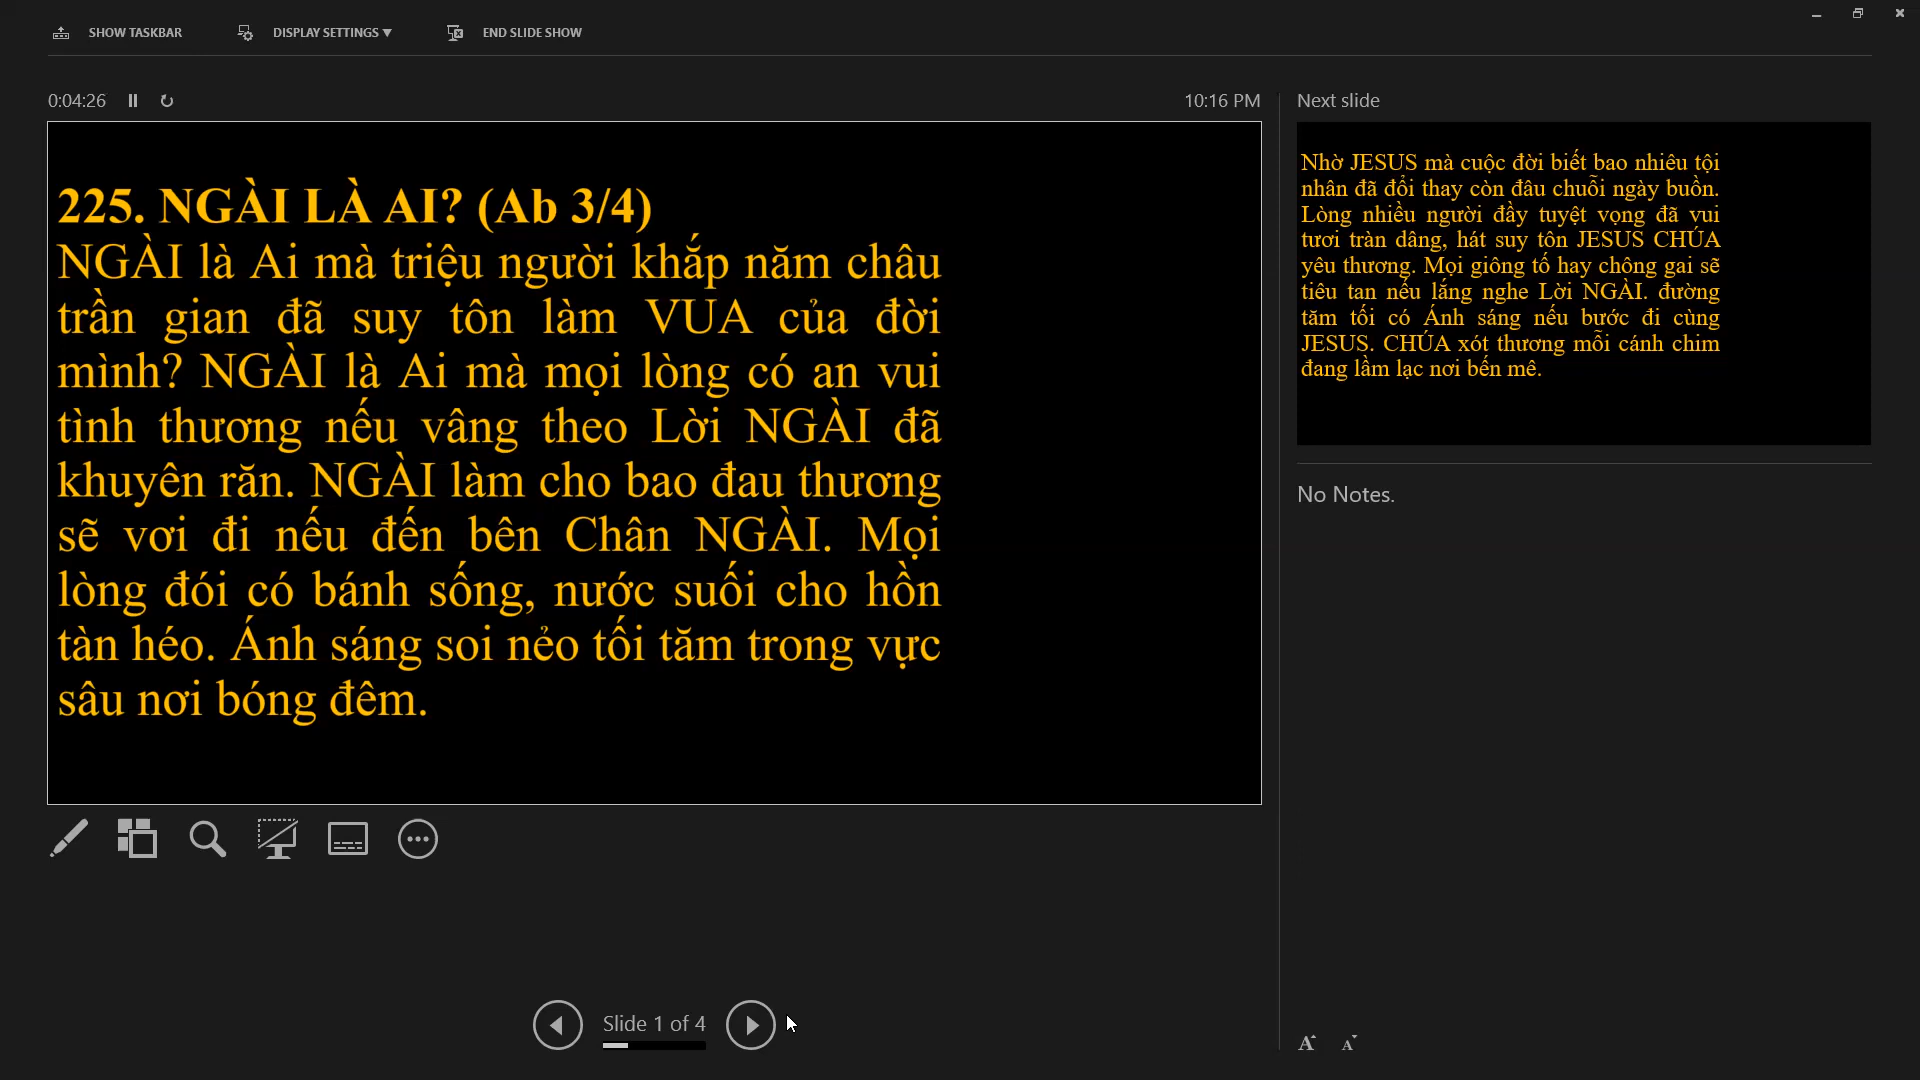 SHOW TASKBAR
DISPLAY SETTINGS ▼
END SLIDE SHOW
0:04:26
10:16 PM
225. NGÀI LÀ AI? (Ab 3/4)
NGÀI là Ai mà triệu người khắp năm châu
trần gian đã suy tôn làm VUA của đời
mình? NGÀI là Ai mà mọi lòng có an vui
tình thương nếu vâng theo Lời NGÀI đã
khuyên răn. NGÀI làm cho bao đau thương
sẽ vơi đi nếu đến bên Chân NGÀI. Mọi
lòng đói có bánh sống, nước suối cho hồn
tàn héo. Ánh sáng soi nẻo tối tăm trong vực
sâu nơi bóng đêm.
Slide 1 of 4
Next slide
Nhờ JESUS mà cuộc đời biết bao nhiêu tội
nhân đã đổi thay còn đâu chuỗi ngày buồn.
Lòng nhiều người đầy tuyệt vọng đã vui
tươi tràn dâng, hát suy tôn JESUS CHÚA
yêu thương. Mọi giông tố hay chông gai sẽ
tiêu tan nếu lắng nghe Lời NGÀI. đường
tăm tối có Ánh sáng nếu bước đi cùng
JESUS. CHÚA xót thương mỗi cánh chim
đang lầm lạc nơi bến mê.
No Notes.
A A